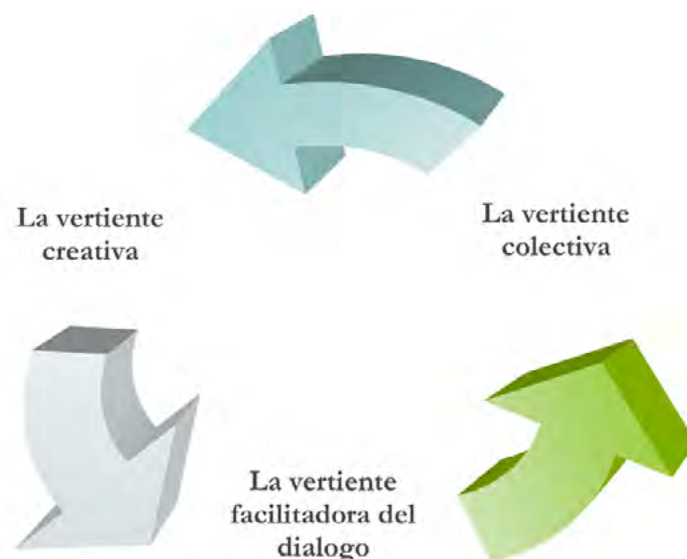 La vertiente
creativa
La vertiente
colectiva
La vertiente
facilitadora del
dialogo